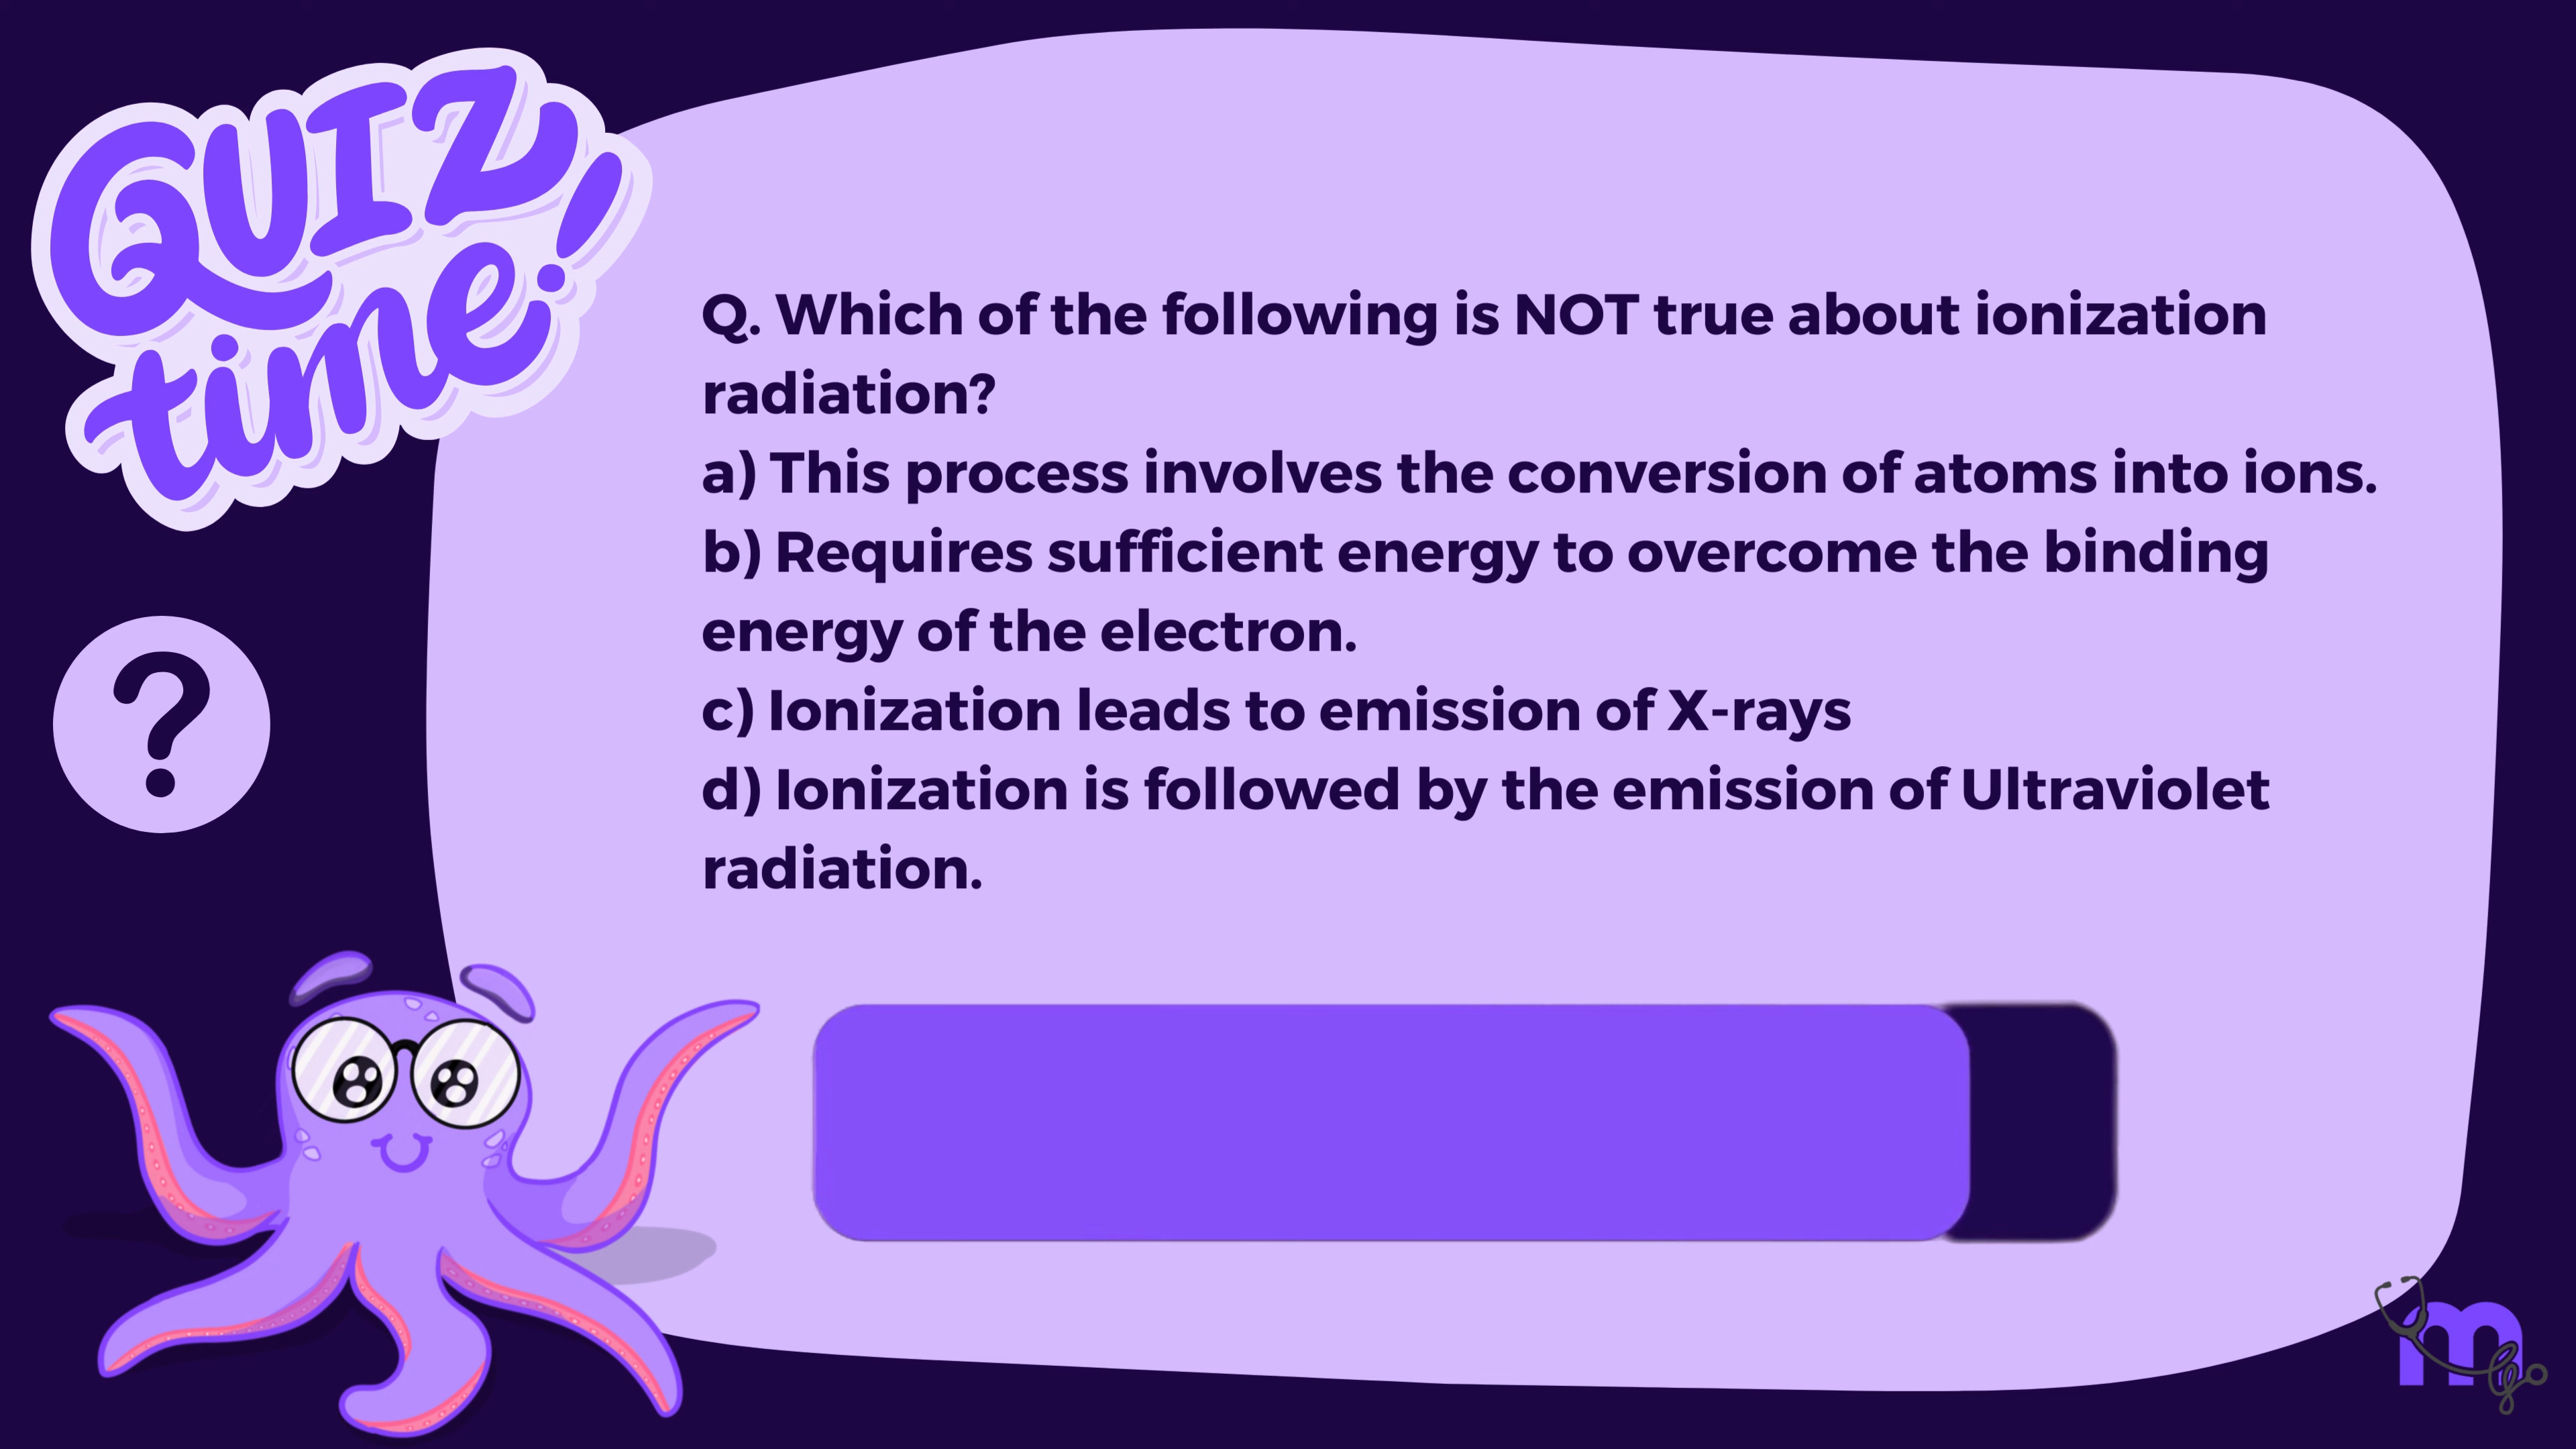 QUIZ
time!
Q. Which of the following is NOT true about ionization
radiation?
a) This process involves the conversion of atoms into ions.
b) Requires sufficient energy to overcome the binding
energy of the electron.
c) Ionization leads to emission of X-rays
d) Ionization is followed by the emission of Ultraviolet
radiation.
?
m